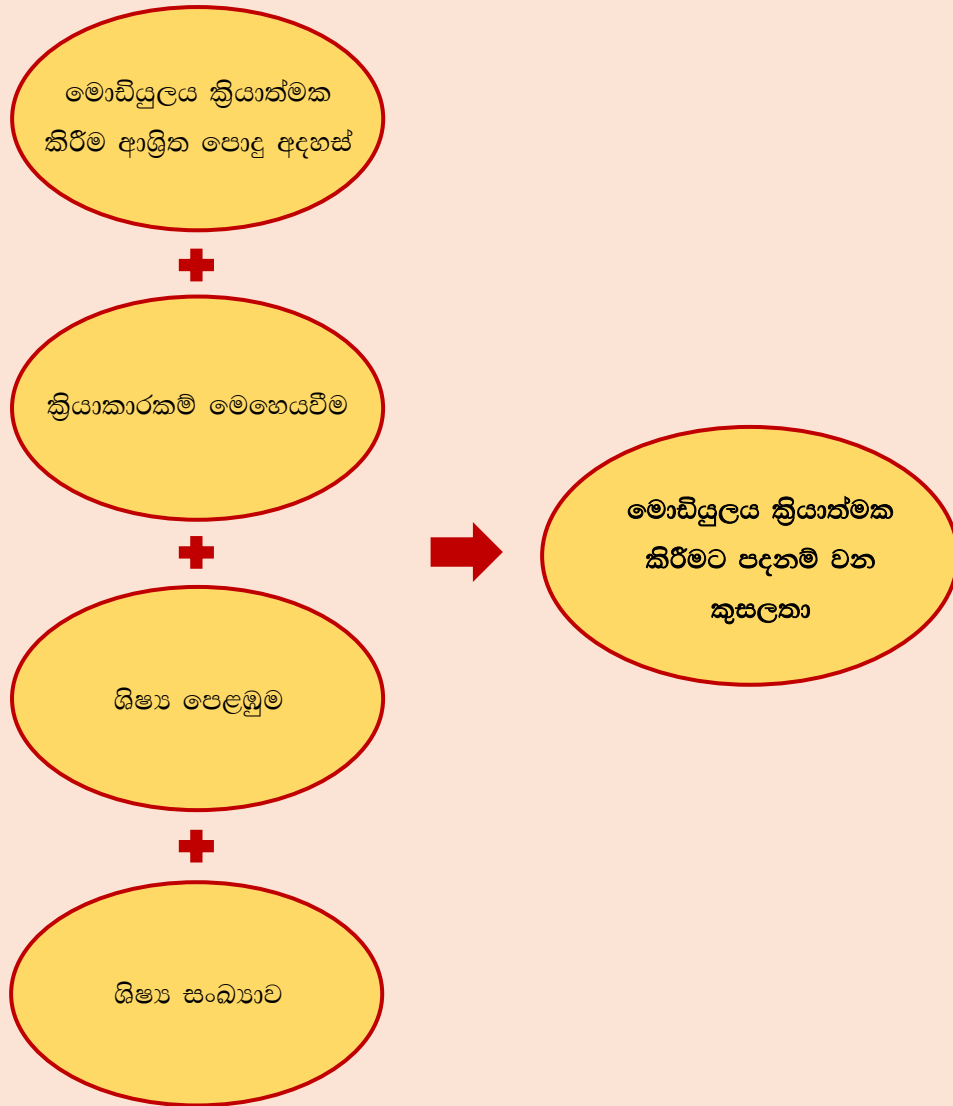 මොඩියුලය ක්‍රියාත්මක
කිරීම ආශ්‍රිත පොදු අදහස්
ක්‍රියාකාරකම් මෙහෙයවීම
ශිෂ්‍ය පෙළඹුම
ශිෂ්‍ය සංඛ්‍යාව
මොඩියුලය ක්‍රියාත්මක
කිරීමට පදනම් වන
කුසලතා